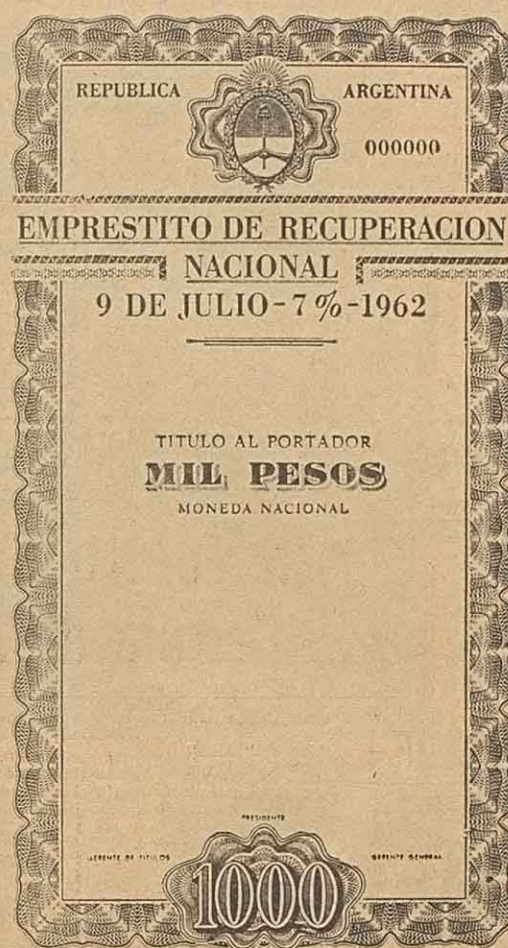 REPUBLICA ARGENTINA
000000
EMPRESTITO DE RECUPERACION
NACIONAL
9 DE JULIO-7%-1962
TITULO AL PORTADOR
MIL PESOS
MONEDA NACIONAL
PRESIDENTE
GERENTE DE TITULOS GERENTE GENERAL
1000